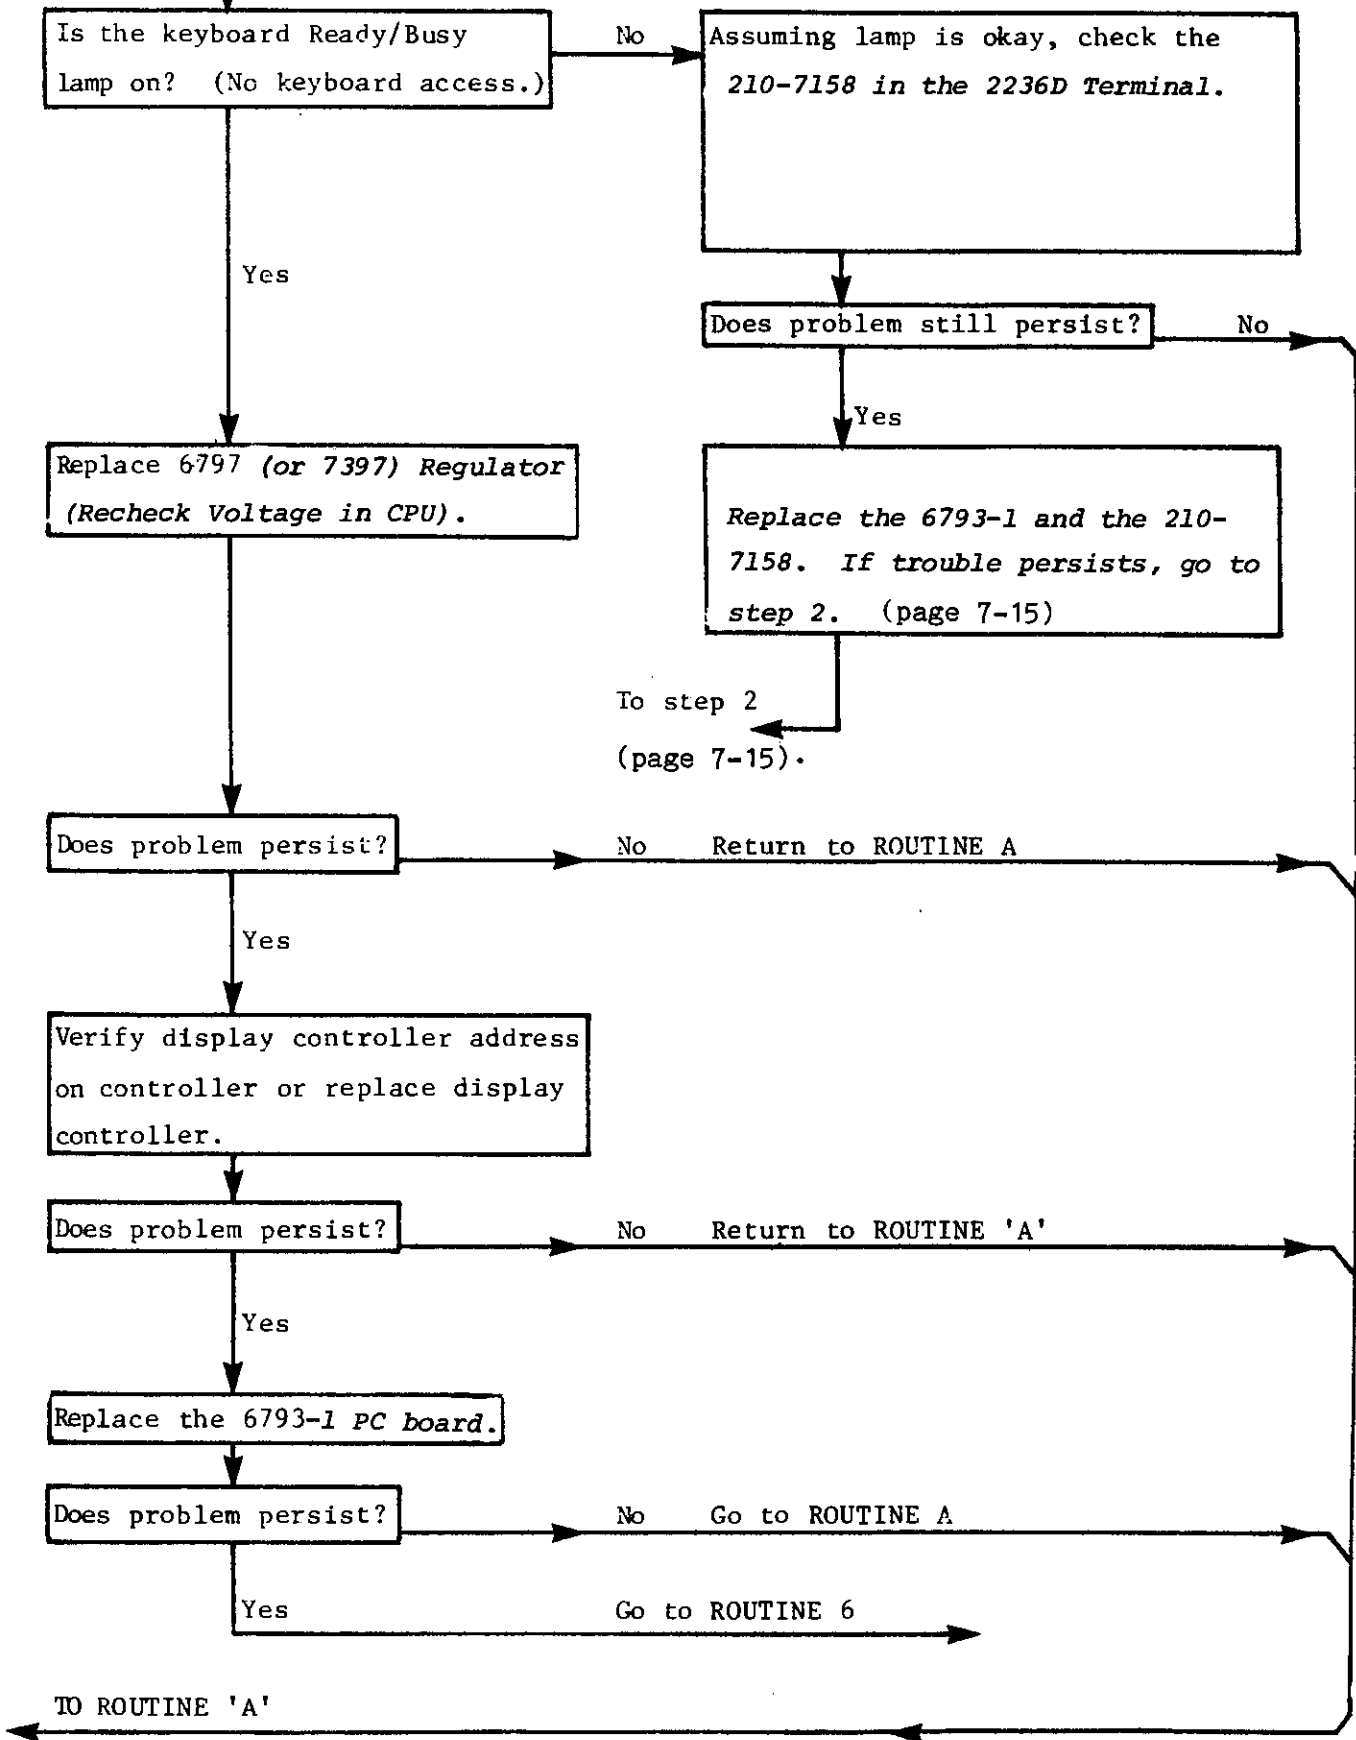 Is the keyboard Ready/Busy
lamp on? (No keyboard access.)
No
Assuming lamp is okay, check the
210-7158 in the 2236D Terminal.
Yes
Does problem still persist?
No
Yes
Replace 6797 (or 7397) Regulator
(Recheck Voltage in CPU).
Replace the 6793-1 and the 210-
7158. If trouble persists, go to
step 2. (page 7-15)
To step 2
(page 7-15).
Does problem persist?
No Return to ROUTINE A
Yes
Verify display controller address
on controller or replace display
controller.
Does problem persist?
No Return to ROUTINE 'A'
Yes
Replace the 6793-1 PC board.
Does problem persist?
No Go to ROUTINE A
Yes
Go to ROUTINE 6
TO ROUTINE 'A'